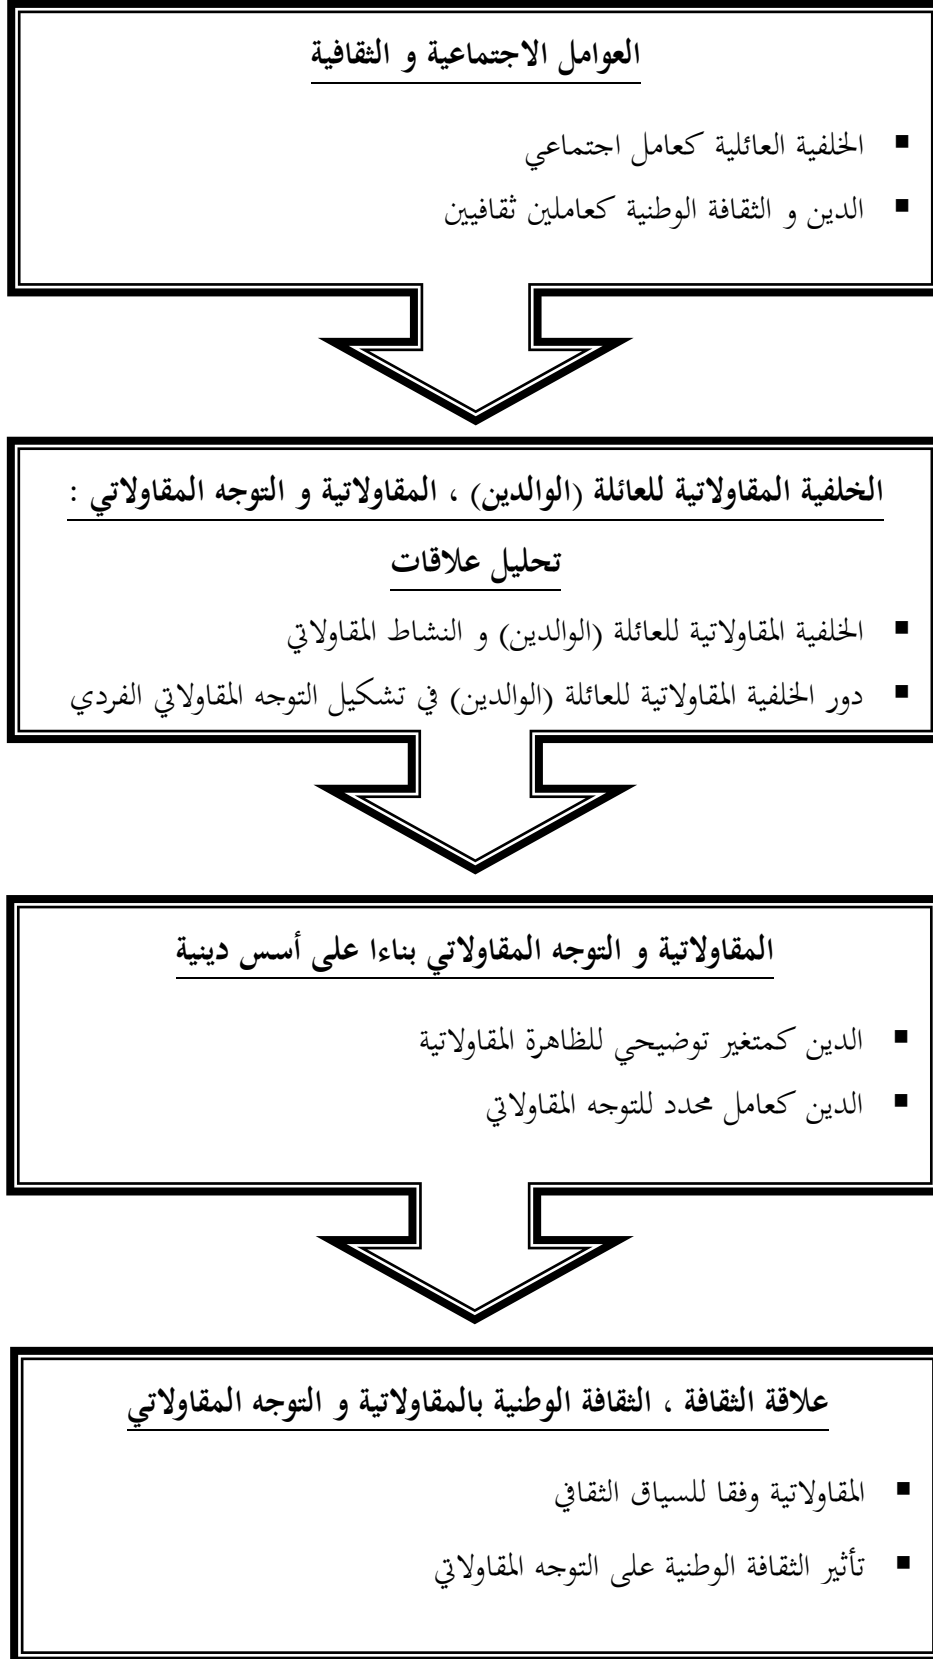 العوامل الاجتماعية و الثقافية
▪ الخلفية العائلية كعامل اجتماعي
▪ الدين و الثقافة الوطنية كعاملين ثقافيين
الخلفية المقاولاتية للعائلة (الوالدين) ، المقاولاتية و التوجه المقاولاتي :
تحليل علاقات
▪ الخلفية المقاولاتية للعائلة (الوالدين) و النشاط المقاولاتي
▪ دور الخلفية المقاولاتية للعائلة (الوالدين) في تشكيل التوجه المقاولاتي الفردي
المقاولاتية و التوجه المقاولاتي بناءا على أسس دينية
▪ الدين كمتغير توضيحي للظاهرة المقاولاتية
▪ الدين كعامل محدد للتوجه المقاولاتي
علاقة الثقافة ، الثقافة الوطنية بالمقاولاتية و التوجه المقاولاتي
▪ المقاولاتية وفقا للسياق الثقافي
▪ تأثير الثقافة الوطنية على التوجه المقاولاتي